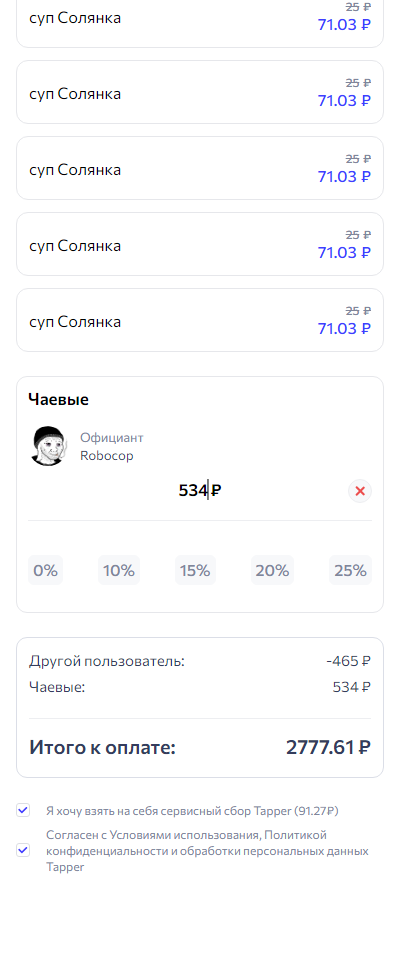 25 ₽
суп Солянка
71.03 ₽
25 ₽
суп Солянка
71.03 ₽
25 ₽
суп Солянка
71.03 ₽
25 ₽
суп Солянка
71.03 ₽
25 ₽
суп Солянка
71.03 ₽
Чаевые
Официант
Robocop
534 ₽
0% 10% 15% 20% 25%
Другой пользователь: -465 ₽
Чаевые: 534 ₽
Итого к оплате: 2777.61 ₽
Я хочу взять на себя сервисный сбор Tapper (91.27₽)
Согласен с Условиями использования, Политикой
конфиденциальности и обработки персональных данных
Tapper